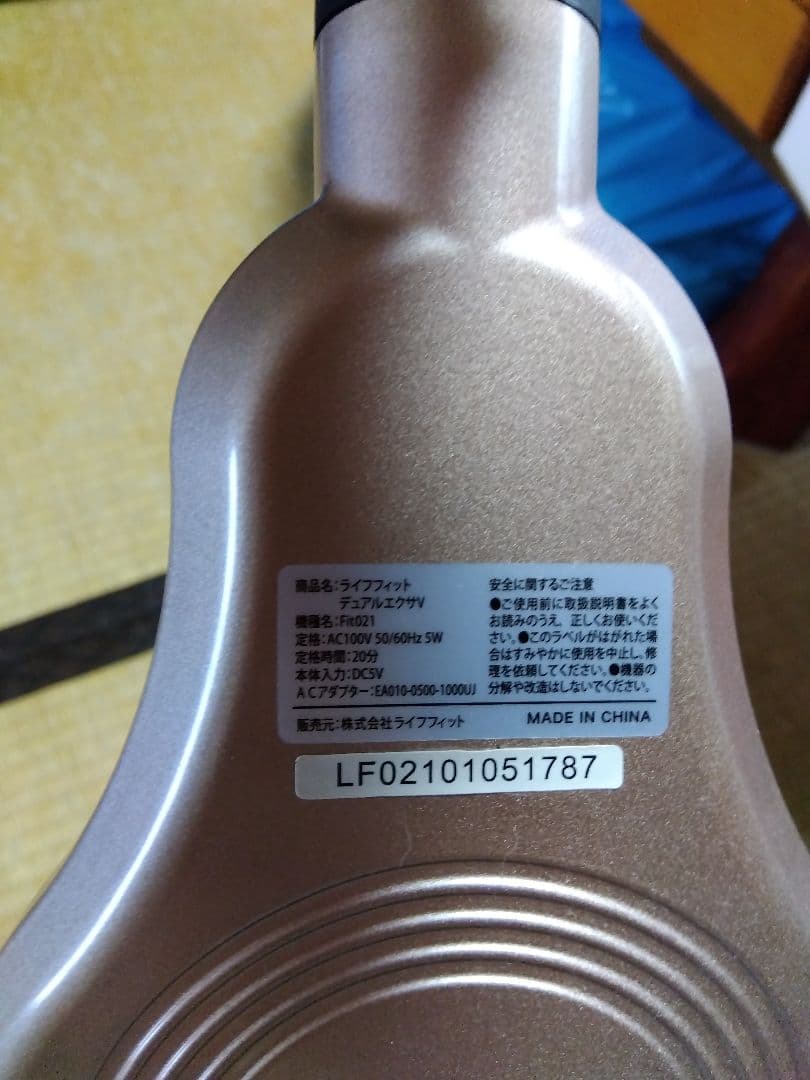 商品名：ライフフィット
デュアルエクサV
機種名：Fit021
定格：AC100V 50/60Hz 5W
定格時間：20分
本体入力：DC5V
ACアダプター：EA010-0500-1000UJ
安全に関するご注意
●ご使用前に取扱説明書をよく
お読みのうえ、正しくお使いくだ
さい。●このラベルがはがれた場
合はすみやかに使用を中止し、修
理を依頼してください。●機器の
分解や改造はしないでください。
販売元：株式会社ライフフィット
MADE IN CHINA
LF02101051787